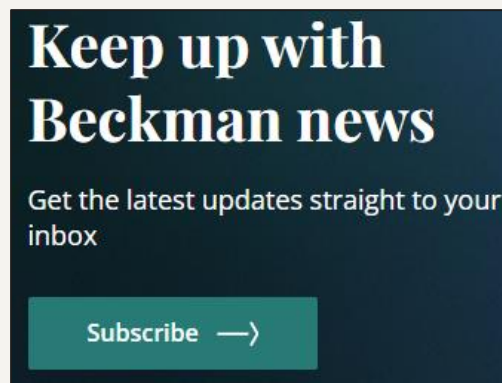 Keep up with
Beckman news
Get the latest updates straight to your
inbox
Subscribe